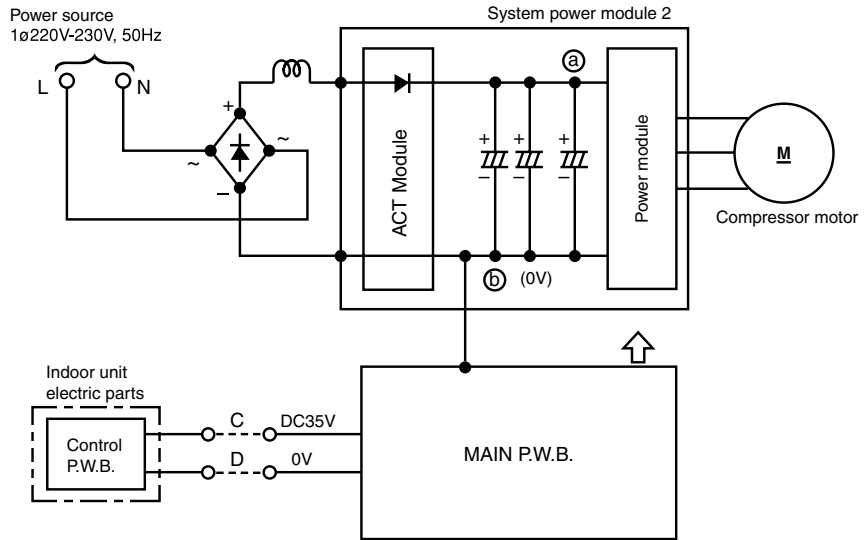 Power source
1ø220V-230V, 50Hz
L
N
+
~
~
–
System power module 2
ACT Module
+
–
+
–
+
–
ⓐ
ⓑ
(0V)
Power module
M
Compressor motor
Indoor unit
electric parts
Control
P.W.B.
C
DC35V
D
0V
MAIN P.W.B.